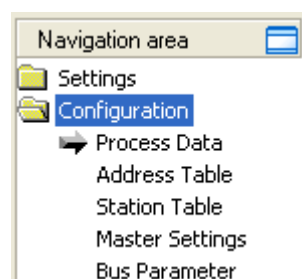 Navigation area
Settings
Configuration
Process Data
Address Table
Station Table
Master Settings
Bus Parameter